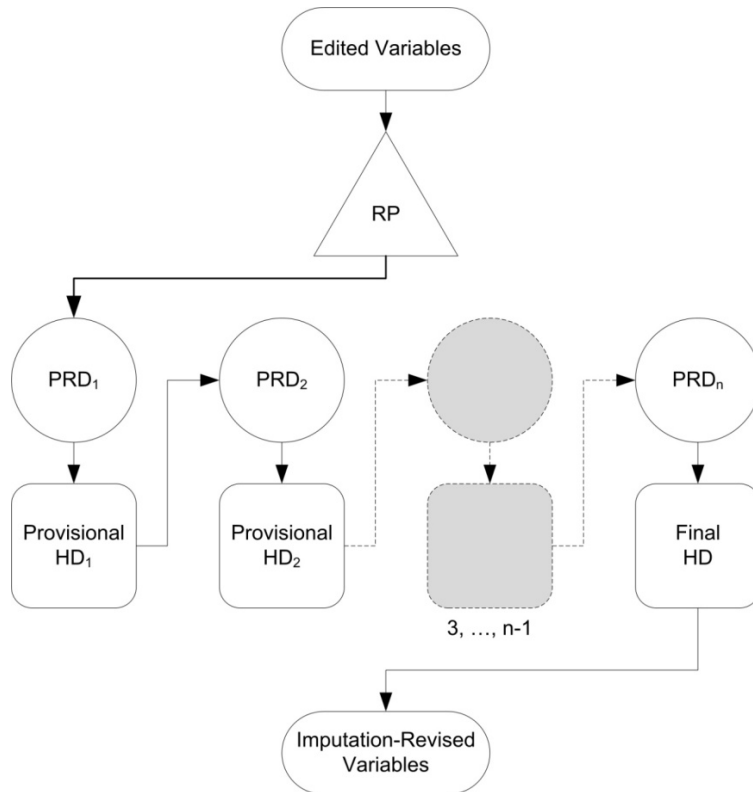 Edited Variables
RP
PRD₁
PRD₂
PRDₙ
Provisional
HD₁
Provisional
HD₂
Final
HD
3, …, n-1
Imputation-Revised
Variables